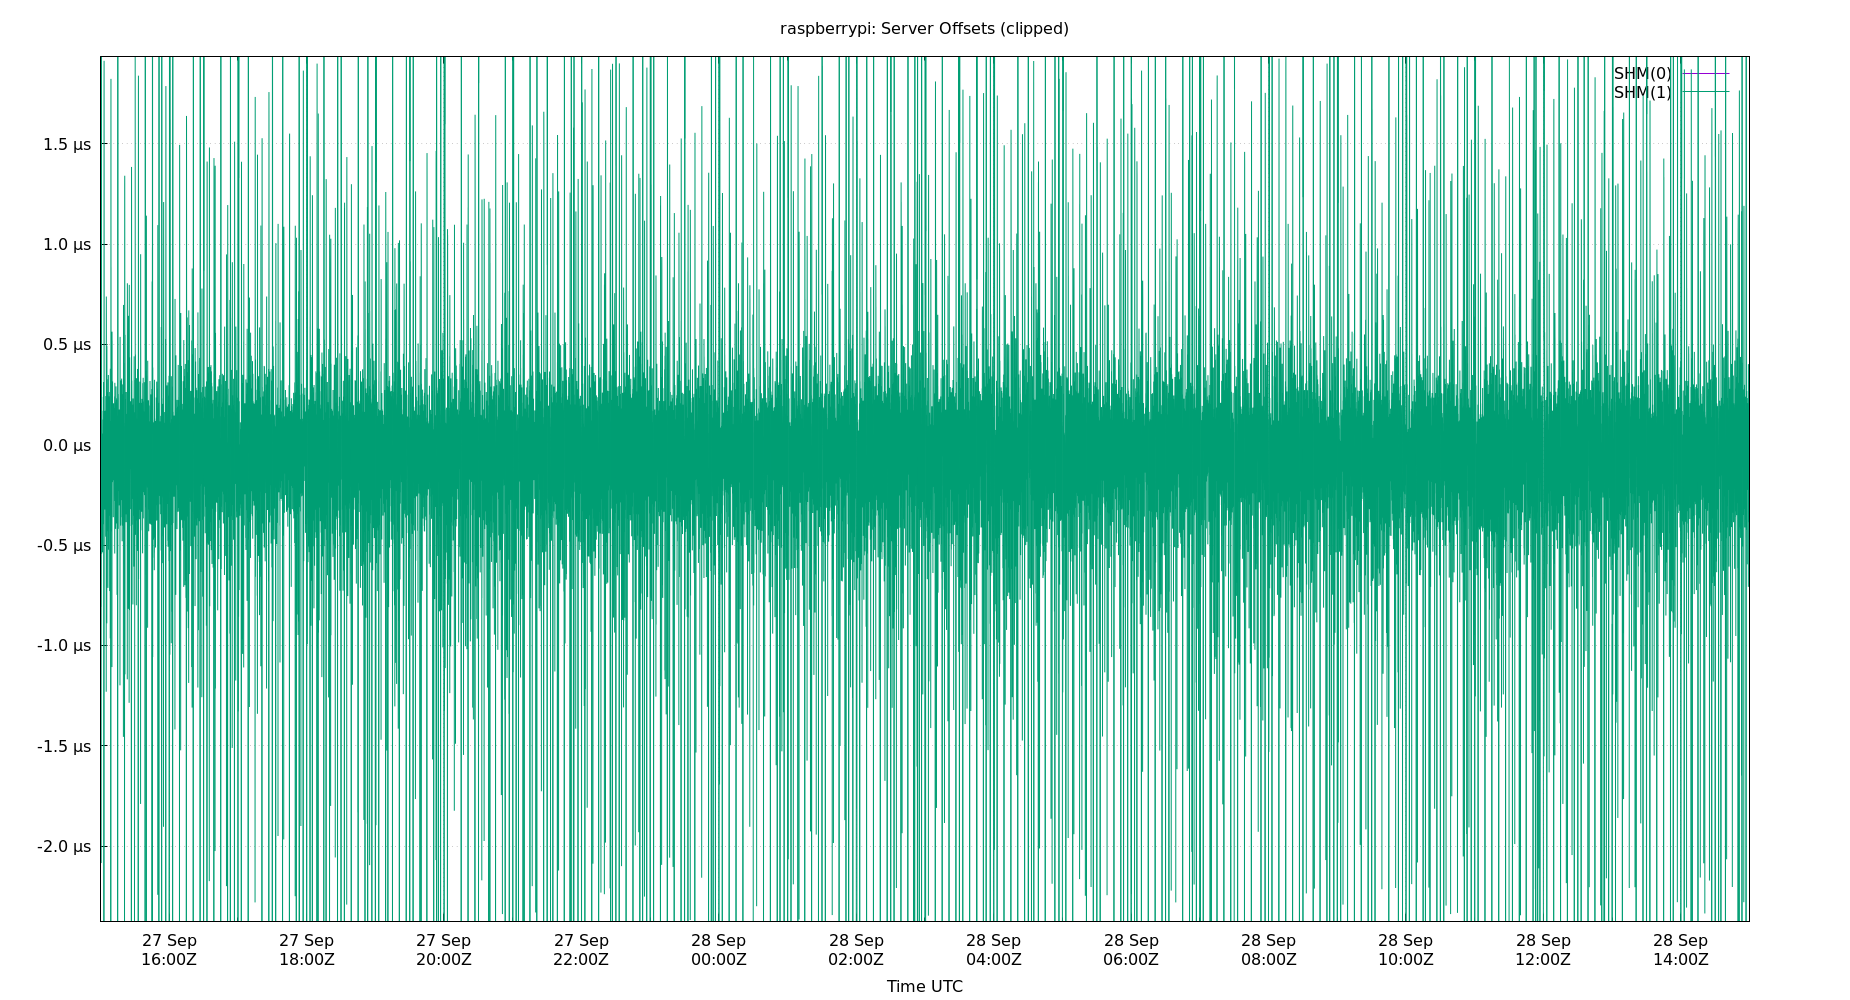 raspberrypi: Server Offsets (clipped)
SHM(0)
SHM(1)
1.5 µs
1.0 µs
0.5 µs
0.0 µs
-0.5 µs
-1.0 µs
-1.5 µs
-2.0 µs
27 Sep 27 Sep 27 Sep 27 Sep 28 Sep 28 Sep 28 Sep 28 Sep 28 Sep 28 Sep 28 Sep 28 Sep
16:00Z 18:00Z 20:00Z 22:00Z 00:00Z 02:00Z 04:00Z 06:00Z 08:00Z 10:00Z 12:00Z 14:00Z
Time UTC